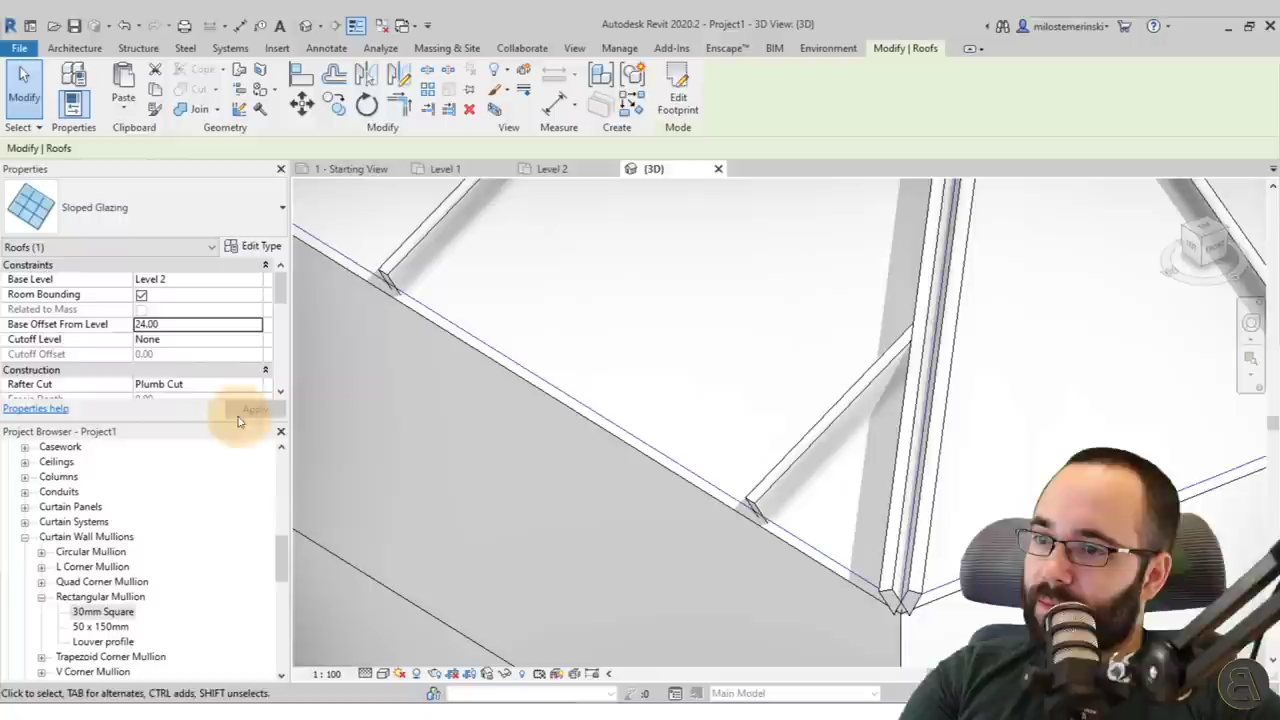 Autodesk Revit 2020.2 - Project1 - 3D View: {3D}
milostemerinski
File
Architecture
Structure
Steel
Systems
Insert
Annotate
Analyze
Massing & Site
Collaborate
View
Manage
Add-Ins
Enscape™
BIM
Environment
Modify | Roofs
Modify
Paste
Cope
Cut
Join
Edit
Footprint
Select
Properties
Clipboard
Geometry
Modify
View
Measure
Create
Mode
Modify | Roofs
Properties
1 - Starting View
Level 1
Level 2
{3D}
Sloped Glazing
Roofs (1)
Edit Type
Constraints
Base Level
Level 2
Room Bounding
Related to Mass
Base Offset From Level
24.00
Cutoff Level
None
Cutoff Offset
0.00
Construction
Rafter Cut
Plumb Cut
Properties help
Apply
Project Browser - Project1
Casework
Ceilings
Columns
Conduits
Curtain Panels
Curtain Systems
Curtain Wall Mullions
Circular Mullion
L Corner Mullion
Quad Corner Mullion
Rectangular Mullion
30mm Square
50 x 150mm
Louver profile
Trapezoid Corner Mullion
V Corner Mullion
1 : 100
Click to select, TAB for alternates, CTRL adds, SHIFT unselects.
:0
Main Model